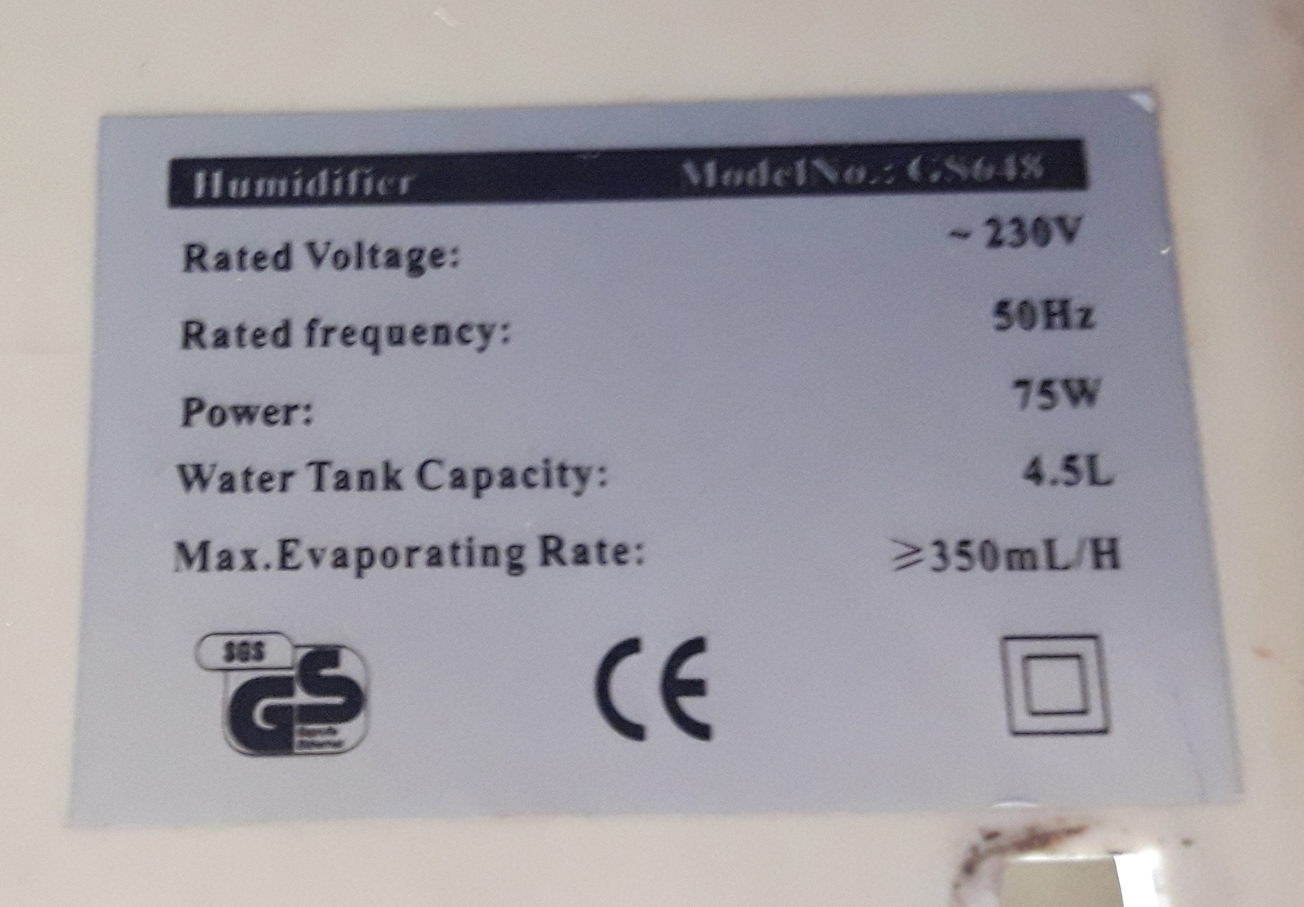 Humidifier ModelNo.: GS648
Rated Voltage: ~ 230V
Rated frequency: 50Hz
Power: 75W
Water Tank Capacity: 4.5L
Max.Evaporating Rate: ⩾350mL/H
SGS
GS
CE